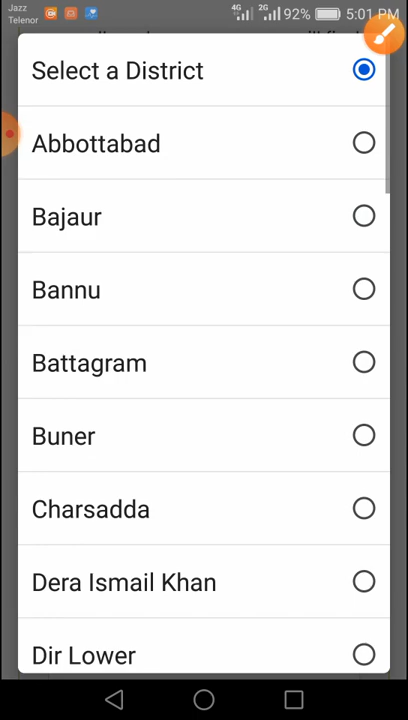 Jazz
Telenor
4G
2G
92%
5:01 PM
Select a District
Abbottabad
Bajaur
Bannu
Battagram
Buner
Charsadda
Dera Ismail Khan
Dir Lower